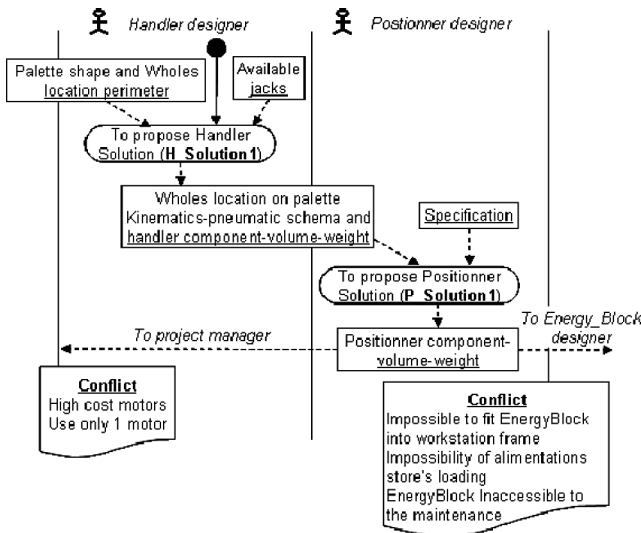 Handler designer
Postionner designer
Palette shape and Wholes
location perimeter
Available
jacks
To propose Handler
Solution (H_Solution1)
Wholes location on palette
Kinematics-pneumatic schema and
handler component-volume-weight
Specification
To propose Positionner
Solution (P_Solution1)
To project manager
Positionner component-
volume-weight
To Energy_Block
designer
Conflict
High cost motors
Use only 1 motor
Conflict
Impossible to fit EnergyBlock
into workstation frame
Impossibility of alimentations
store's loading
EnergyBlock Inaccessible to
the maintenance